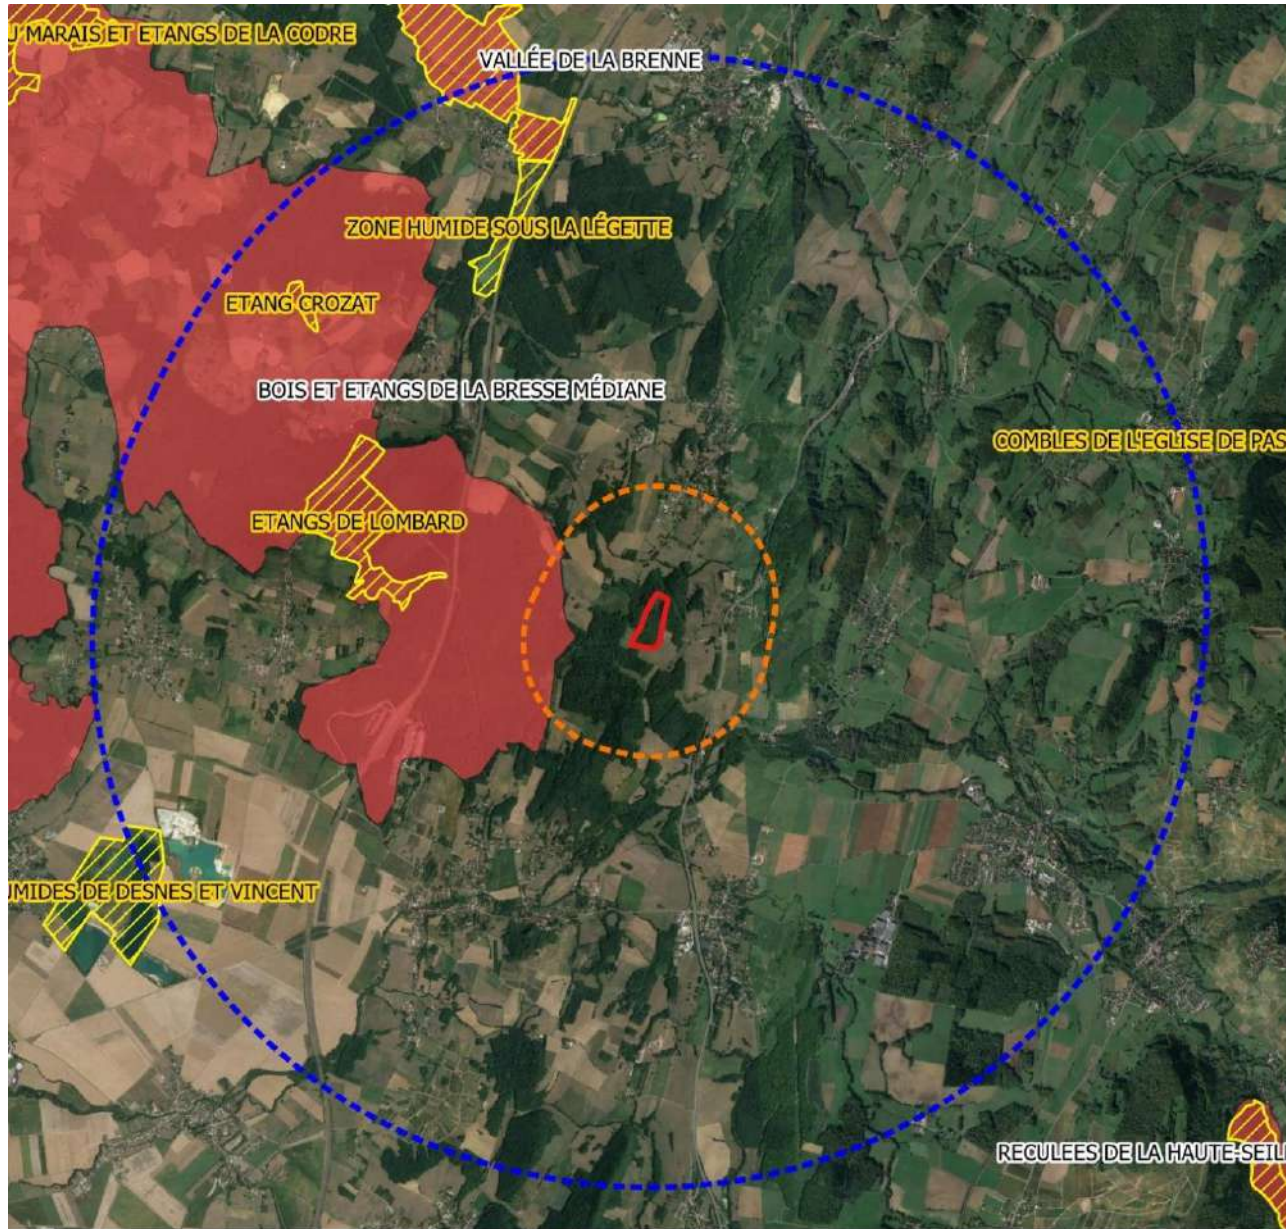 MARAIS ET ETANGS DE LA CODRE
VALLÉE DE LA BRENNE
ZONE HUMIDE SOUS LA LÉGETTE
ETANG CROZAT
BOIS ET ETANGS DE LA BRESSE MÉDIANE
COMBLES DE L'EGLISE DE PAS
ETANGS DE LOMBARD
UMIDES DE DESNES ET VINCENT
RECULEES DE LA HAUTE-SEIL